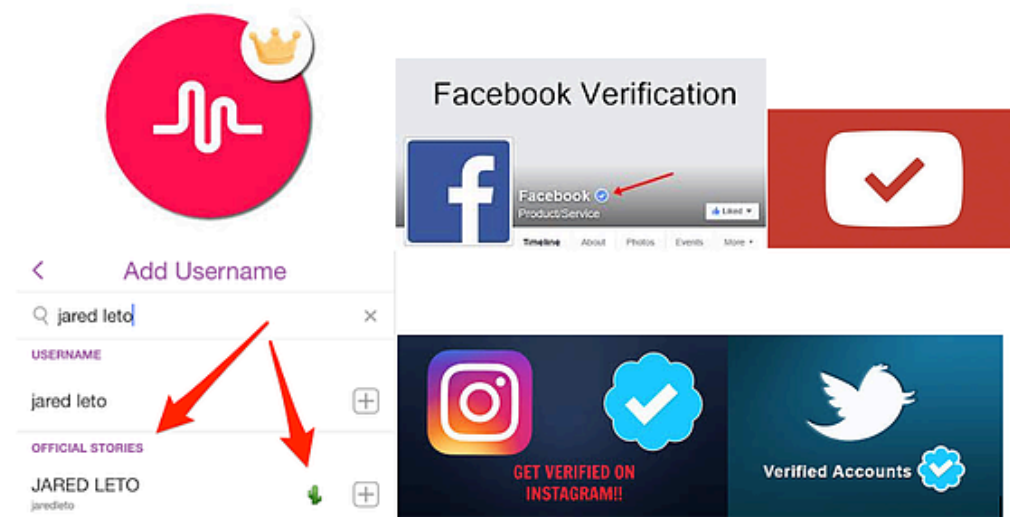 Facebook Verification
f
Facebook
Product/Service
Liked
Timeline About Photos Events More
Add Username
jared leto
USERNAME
jared leto
OFFICIAL STORIES
JARED LETO
jaredleto
GET VERIFIED ON
INSTAGRAM!!
Verified Accounts